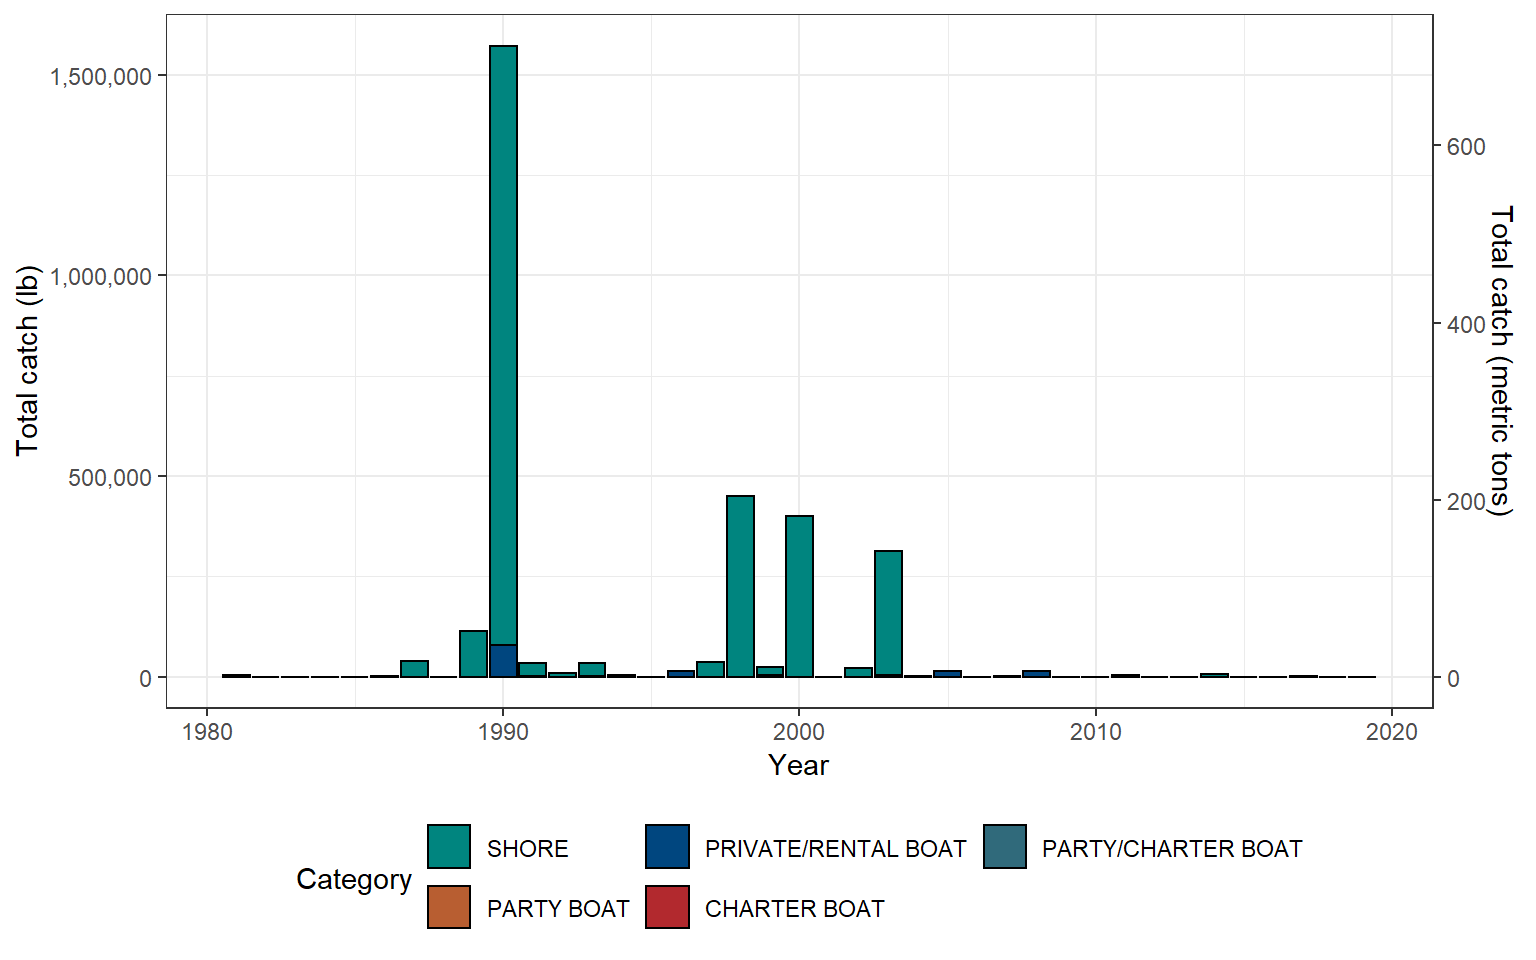 1,500,000
1,000,000
500,000
0
Total catch (lb)
600
400
200
0
Total catch (metric tons)
1980 1990 2000 2010 2020
Year
Category
SHORE PRIVATE/RENTAL BOAT PARTY/CHARTER BOAT
PARTY BOAT CHARTER BOAT